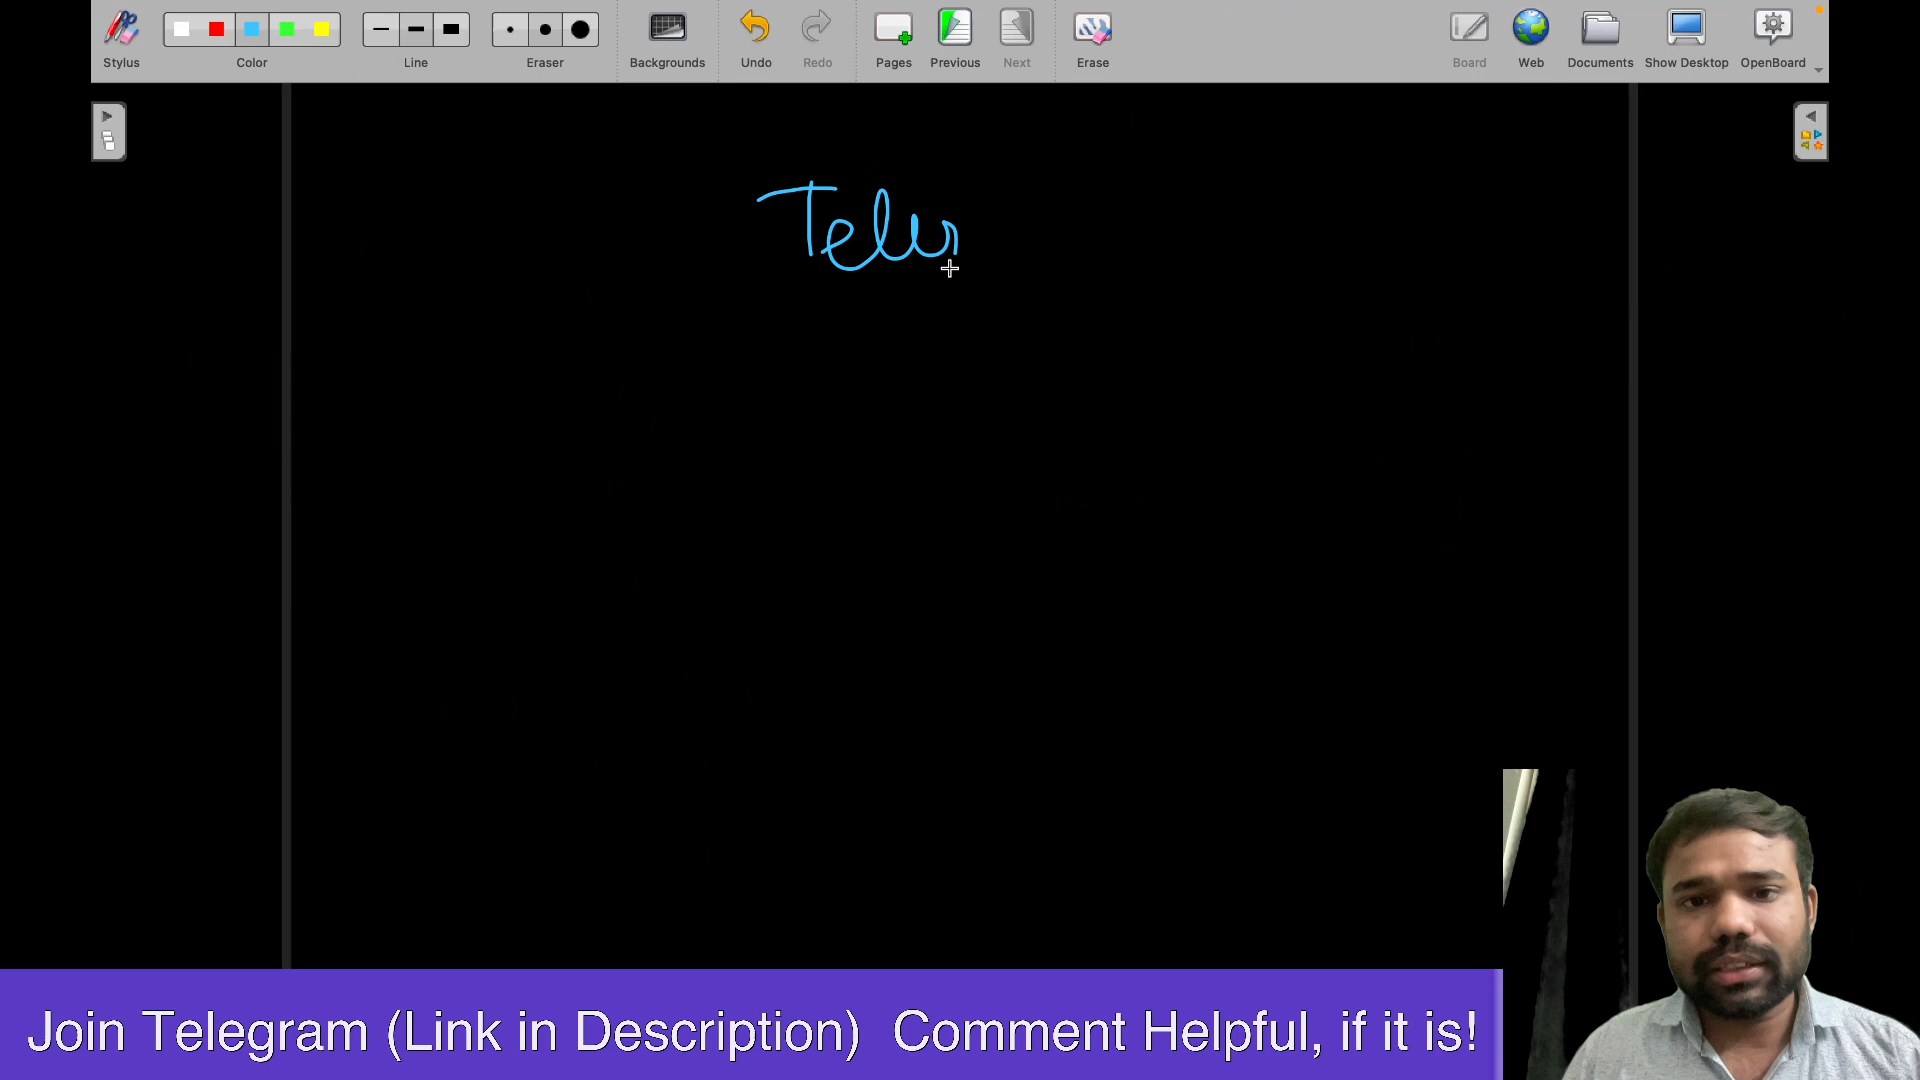 Stylus Color Line Eraser Backgrounds Undo Redo Pages Previous Next Erase Board Web Documents Show Desktop OpenBoard
Telus
Join Telegram (Link in Description) Comment Helpful, if it is!